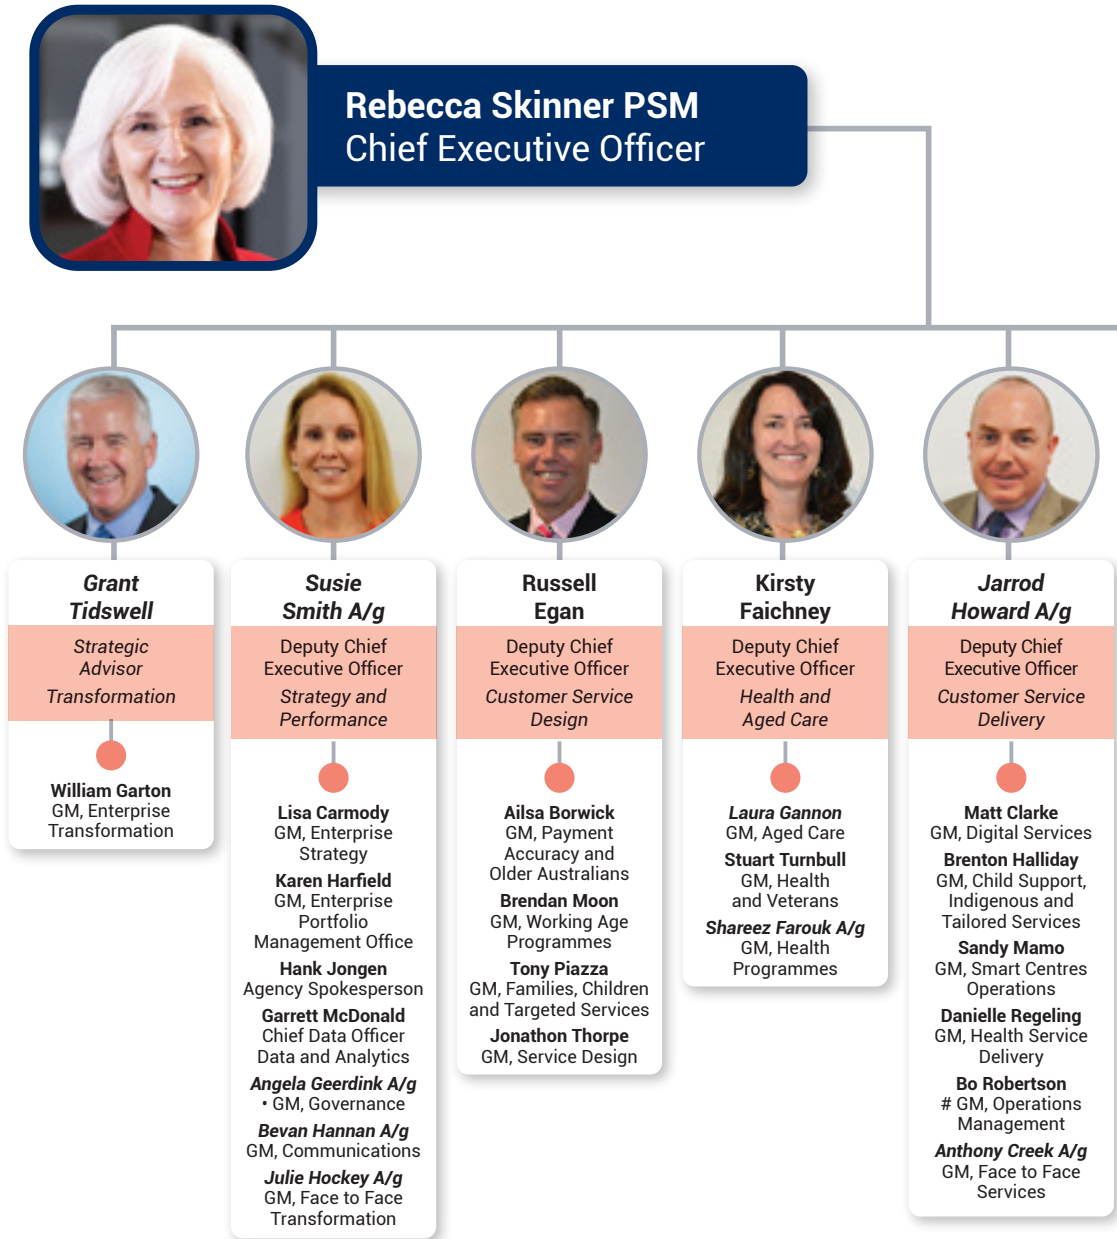 Rebecca Skinner PSM
Chief Executive Officer
Grant
Tidswell
Strategic
Advisor
Transformation
William Garton
GM, Enterprise
Transformation
Susie
Smith A/g
Deputy Chief
Executive Officer
Strategy and
Performance
Lisa Carmody
GM, Enterprise
Strategy
Karen Harfield
GM, Enterprise
Portfolio
Management Office
Hank Jongen
Agency Spokesperson
Garrett McDonald
Chief Data Officer
Data and Analytics
Angela Geerdink A/g
• GM, Governance
Bevan Hannan A/g
GM, Communications
Julie Hockey A/g
GM, Face to Face
Transformation
Russell
Egan
Deputy Chief
Executive Officer
Customer Service
Design
Ailsa Borwick
GM, Payment
Accuracy and
Older Australians
Brendan Moon
GM, Working Age
Programmes
Tony Piazza
GM, Families, Children
and Targeted Services
Jonathon Thorpe
GM, Service Design
Kirsty
Faichney
Deputy Chief
Executive Officer
Health and
Aged Care
Laura Gannon
GM, Aged Care
Stuart Turnbull
GM, Health
and Veterans
Shareez Farouk A/g
GM, Health
Programmes
Jarrod
Howard A/g
Deputy Chief
Executive Officer
Customer Service
Delivery
Matt Clarke
GM, Digital Services
Brenton Halliday
GM, Child Support,
Indigenous and
Tailored Services
Sandy Mamo
GM, Smart Centres
Operations
Danielle Regeling
GM, Health Service
Delivery
Bo Robertson
# GM, Operations
Management
Anthony Creek A/g
GM, Face to Face
Services